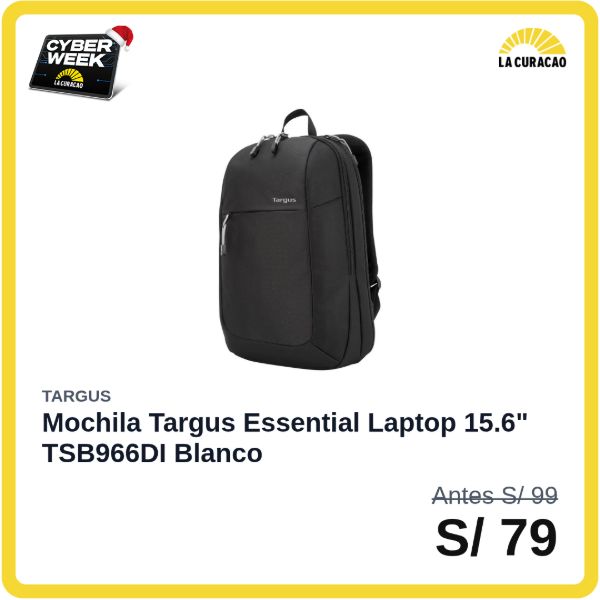 CYBER
WEEK
LA CURACAO
LA CURACAO
Targus
TARGUS
Mochila Targus Essential Laptop 15.6"
TSB966DI Blanco
Antes S/ 99
S/ 79